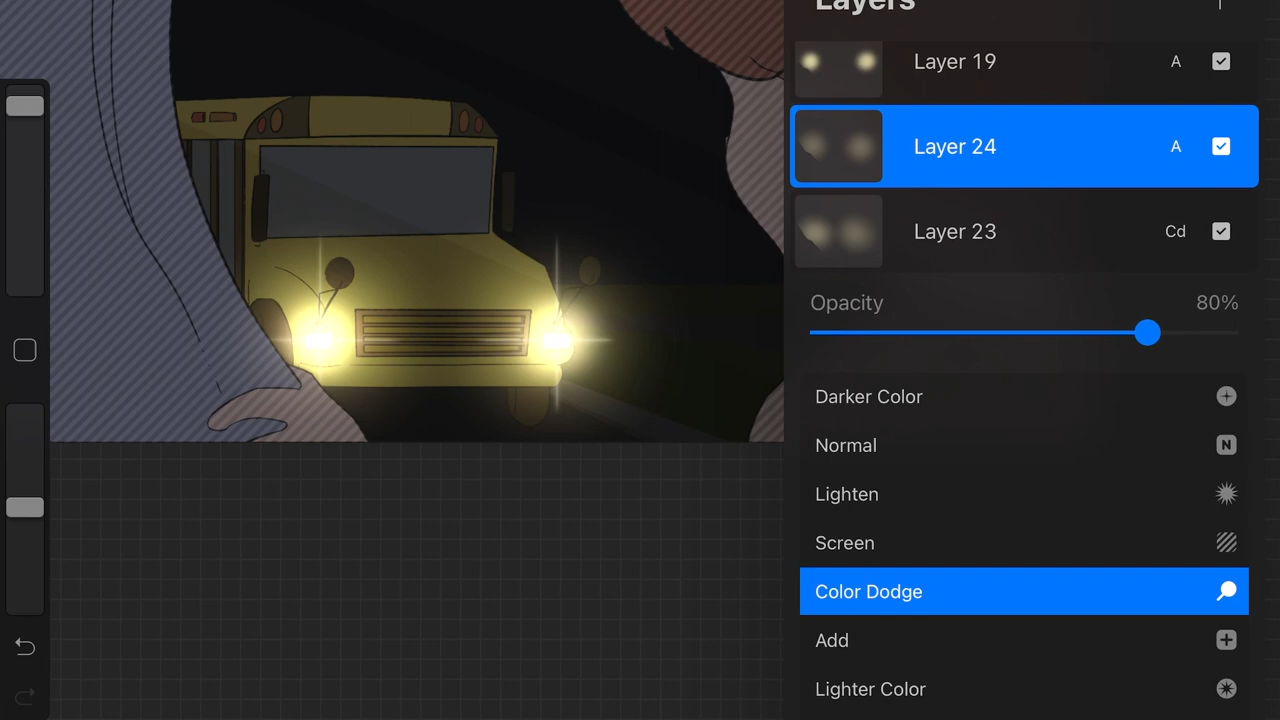 Layers
Layer 19 A
Layer 24 A
Layer 23 Cd
Opacity 80%
Darker Color
Normal N
Lighten
Screen
Color Dodge
Add
Lighter Color